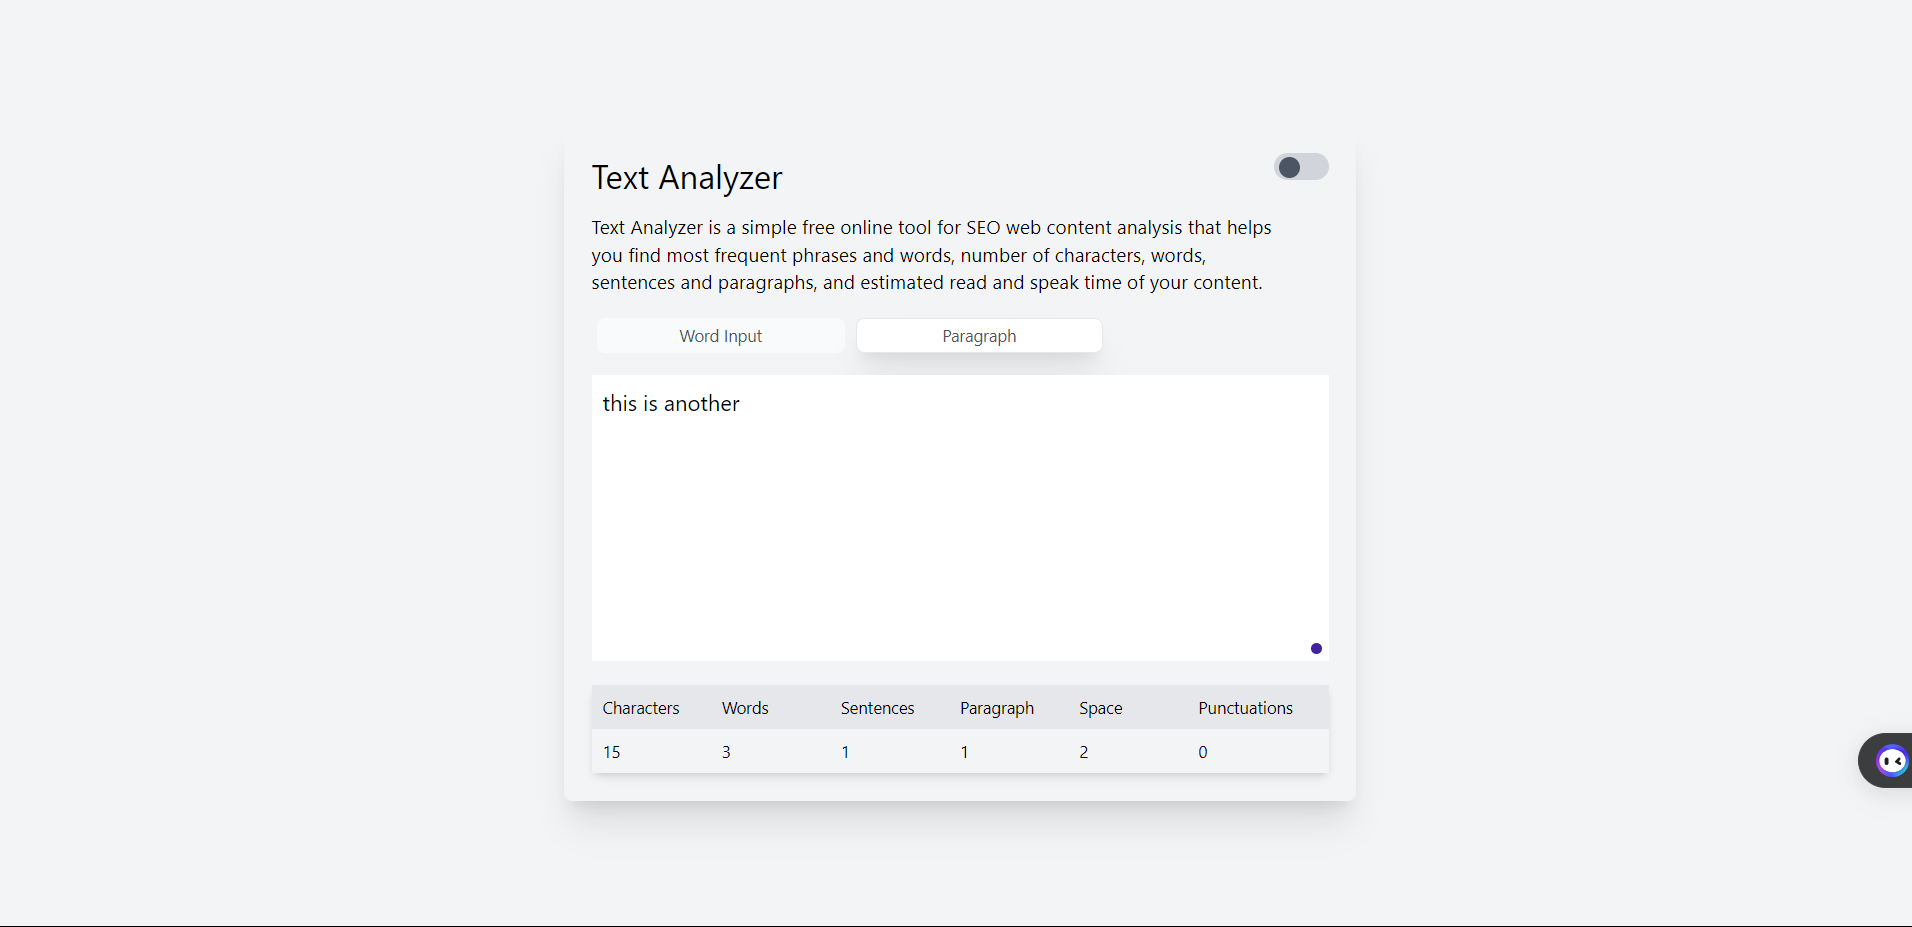 Text Analyzer
Text Analyzer is a simple free online tool for SEO web content analysis that helps
you find most frequent phrases and words, number of characters, words,
sentences and paragraphs, and estimated read and speak time of your content.
Word Input Paragraph
this is another
Characters Words Sentences Paragraph Space Punctuations
15 3 1 1 2 0